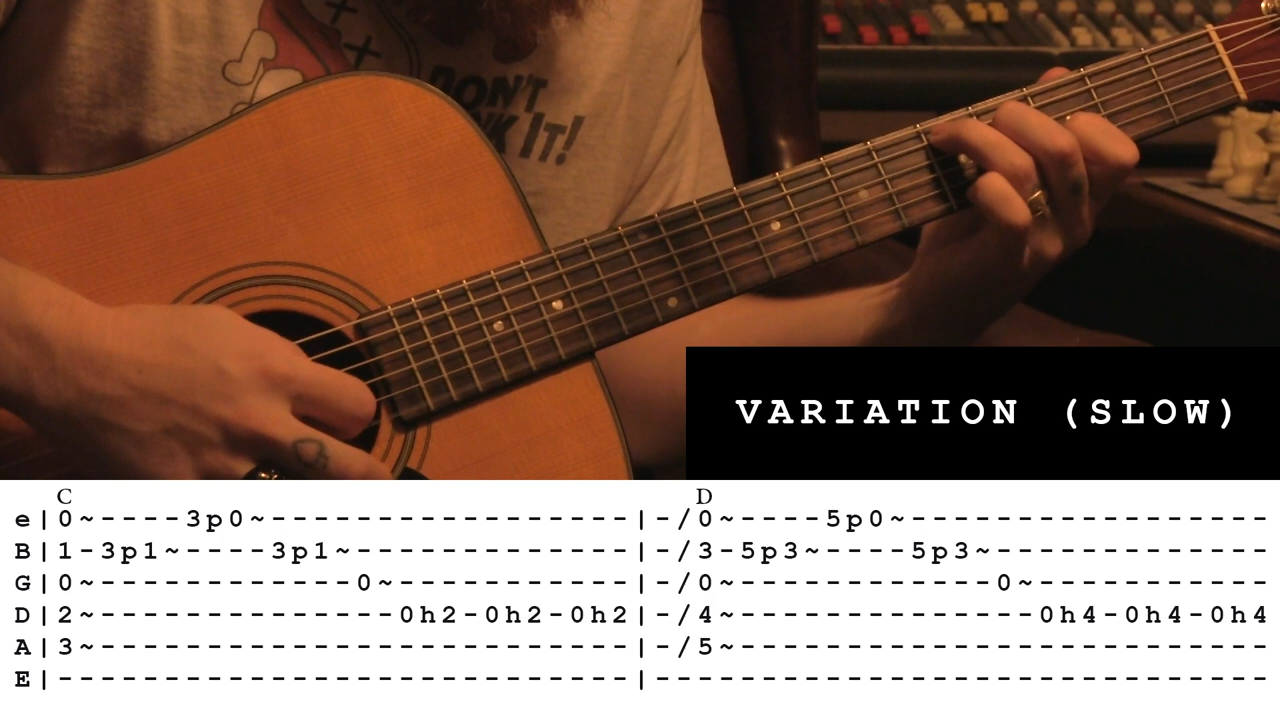 DON'T
NK IT!
VARIATION (SLOW)
C D
e|0~----3p0~-----------------|-/0~----5p0~-----------------
B|1-3p1~----3p1~-------------|-/3-5p3~----5p3~-------------
G|0~------------0~-----------|-/0~------------0~-----------
D|2~--------------0h2-0h2-0h2|-/4~--------------0h4-0h4-0h4
A|3~-------------------------|-/5~-------------------------
E|---------------------------|-----------------------------